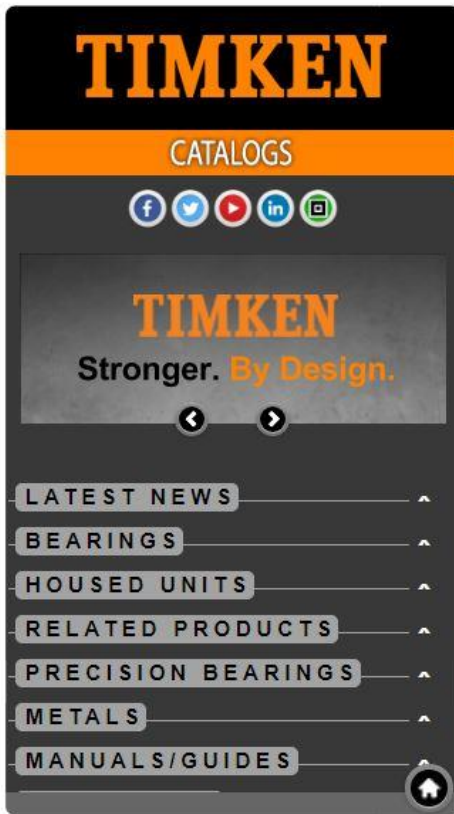 TIMKEN
CATALOGS
TIMKEN
Stronger. By Design.
LATEST NEWS
BEARINGS
HOUSED UNITS
RELATED PRODUCTS
PRECISION BEARINGS
METALS
MANUALS/GUIDES